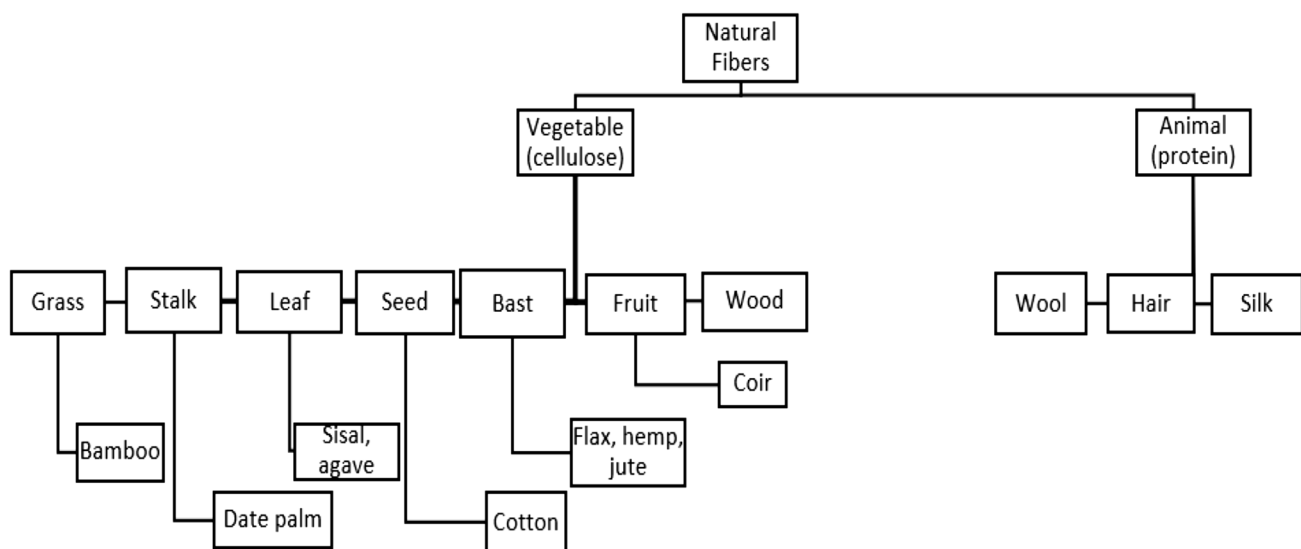 Natural
Fibers
Vegetable
(cellulose)
Animal
(protein)
Grass
Stalk
Leaf
Seed
Bast
Fruit
Wood
Wool
Hair
Silk
Coir
Bamboo
Sisal,
agave
Flax, hemp,
jute
Date palm
Cotton